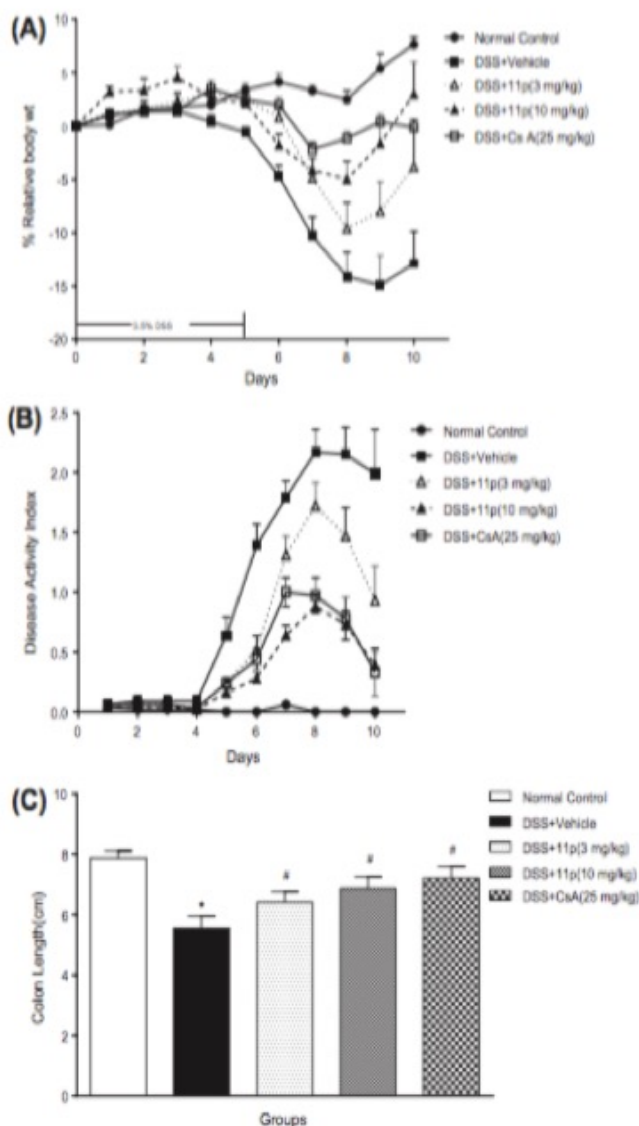 (A)
10
5
0
-5
-10
-15
-20
% Relative body wt
0 2 4 6 8 10
Days
Normal Control
DSS+Vehicle
DSS+11p(3 mg/kg)
DSS+11p(10 mg/kg)
DSS+Cs A(25 mg/kg)
(B)
2.5
2.0
1.5
1.0
0.5
0.0
Disease Activity Index
0 2 4 6 8 10
Days
Normal Control
DSS+Vehicle
DSS+11p(3 mg/kg)
DSS+11p(10 mg/kg)
DSS+CsA(25 mg/kg)
(C)
10
8
6
4
2
0
Colon Length(cm)
* # # #
Groups
Normal Control
DSS+Vehicle
DSS+11p(3 mg/kg)
DSS+11p(10 mg/kg)
DSS+CsA(25 mg/kg)